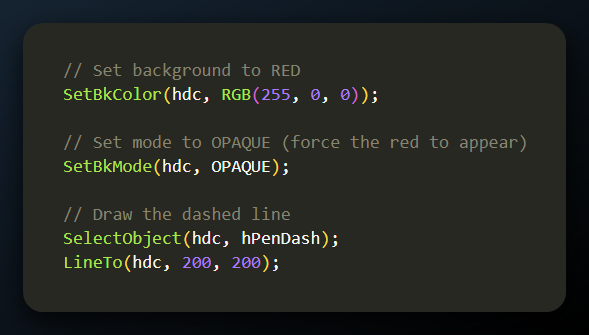 // Set background to RED
SetBkColor(hdc, RGB(255, 0, 0));
// Set mode to OPAQUE (force the red to appear)
SetBkMode(hdc, OPAQUE);
// Draw the dashed line
SelectObject(hdc, hPenDash);
LineTo(hdc, 200, 200);